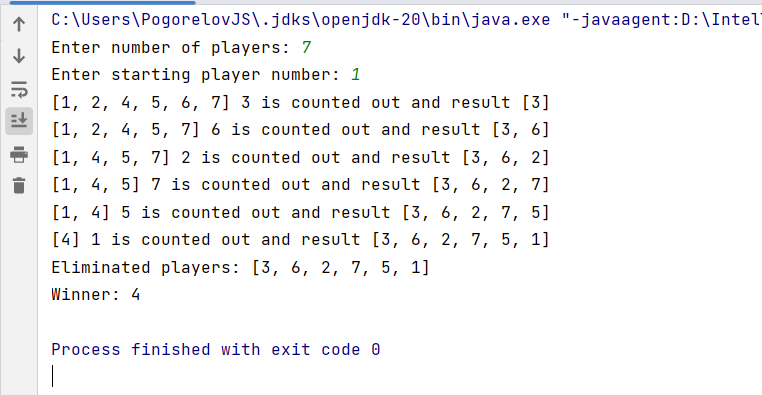 C:\Users\PogorelovJS\.jdks\openjdk-20\bin\java.exe "-javaagent:D:\Intel
Enter number of players: 7
Enter starting player number: 1
[1, 2, 4, 5, 6, 7] 3 is counted out and result [3]
[1, 2, 4, 5, 7] 6 is counted out and result [3, 6]
[1, 4, 5, 7] 2 is counted out and result [3, 6, 2]
[1, 4, 5] 7 is counted out and result [3, 6, 2, 7]
[1, 4] 5 is counted out and result [3, 6, 2, 7, 5]
[4] 1 is counted out and result [3, 6, 2, 7, 5, 1]
Eliminated players: [3, 6, 2, 7, 5, 1]
Winner: 4
Process finished with exit code 0